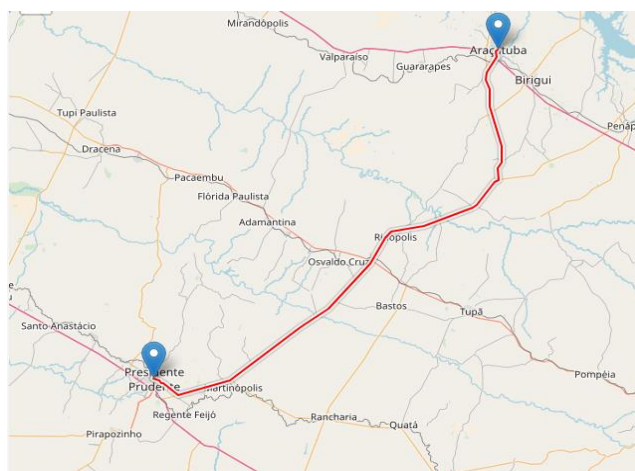 Mirandópolis
Araçatuba
Valparaíso
Guararapes
Birigui
Tupi Paulista
Dracena
Pacaembu
Flórida Paulista
Adamantina
Rinópolis
Osvaldo Cruz
Bastos
Tupã
Santo Anastácio
Presidente
Prudente
Martinópolis
Pompéia
Regente Feijó
Rancharia
Quatá
Pirapozinho